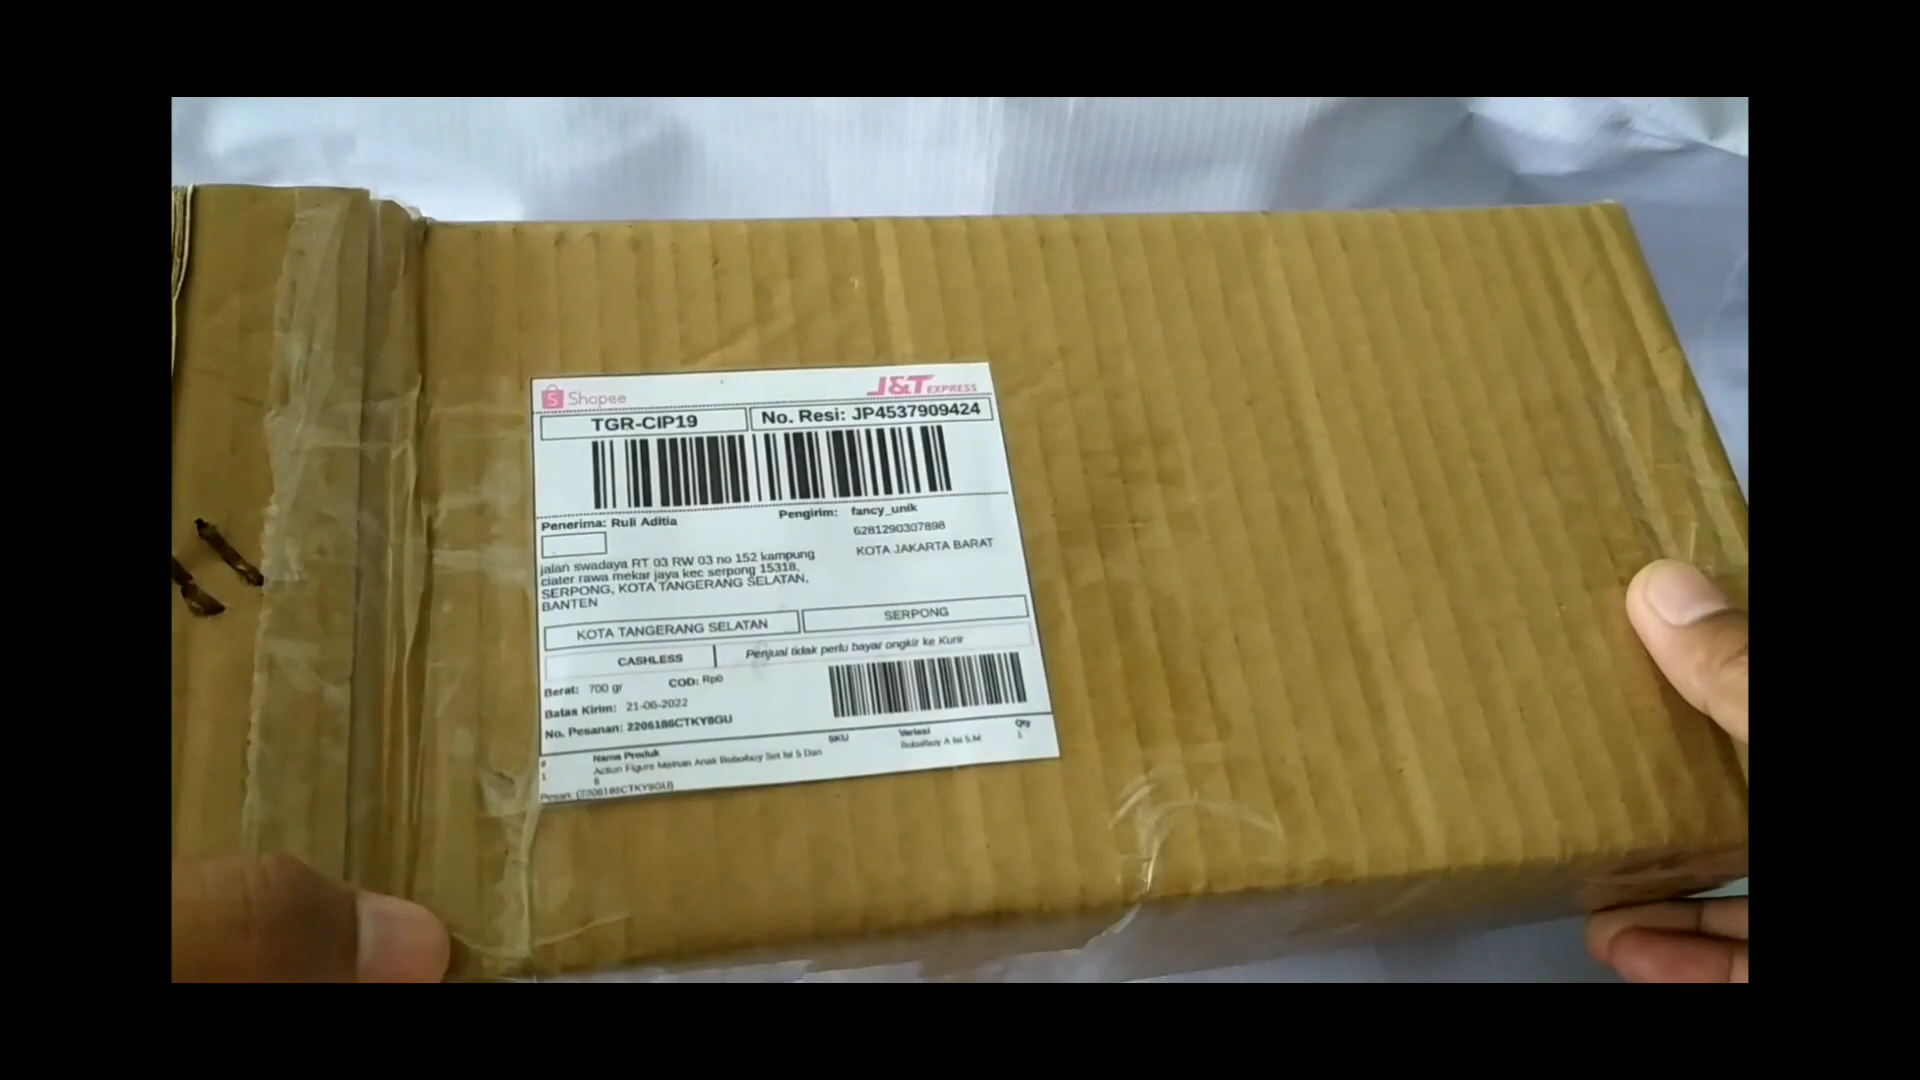 Shopee
J&T EXPRESS
TGR-CIP19
No. Resi: JP4537909424
Penerima: Ruli Aditia
Pengirim: fancy_unik
6281290307898
KOTA JAKARTA BARAT
jalan swadaya RT 03 RW 03 no 152 kampung
ciater rawa mekar jaya kec serpong 15318,
SERPONG, KOTA TANGERANG SELATAN,
BANTEN
KOTA TANGERANG SELATAN
SERPONG
CASHLESS
Penjual tidak perlu bayar ongkir ke Kurir
Berat: 700 gr
COD: Rp0
Batas Kirim: 21-06-2022
No. Pesanan: 2206186CTKY8GU
# Nama Produk SKU Variasi Qty
1 Action Figure Mainan Anak Boboiboy Set Isi 5 Dan Boboiboy A Isi 5.M 1
6
Pesan: (2206186CTKY8GU)